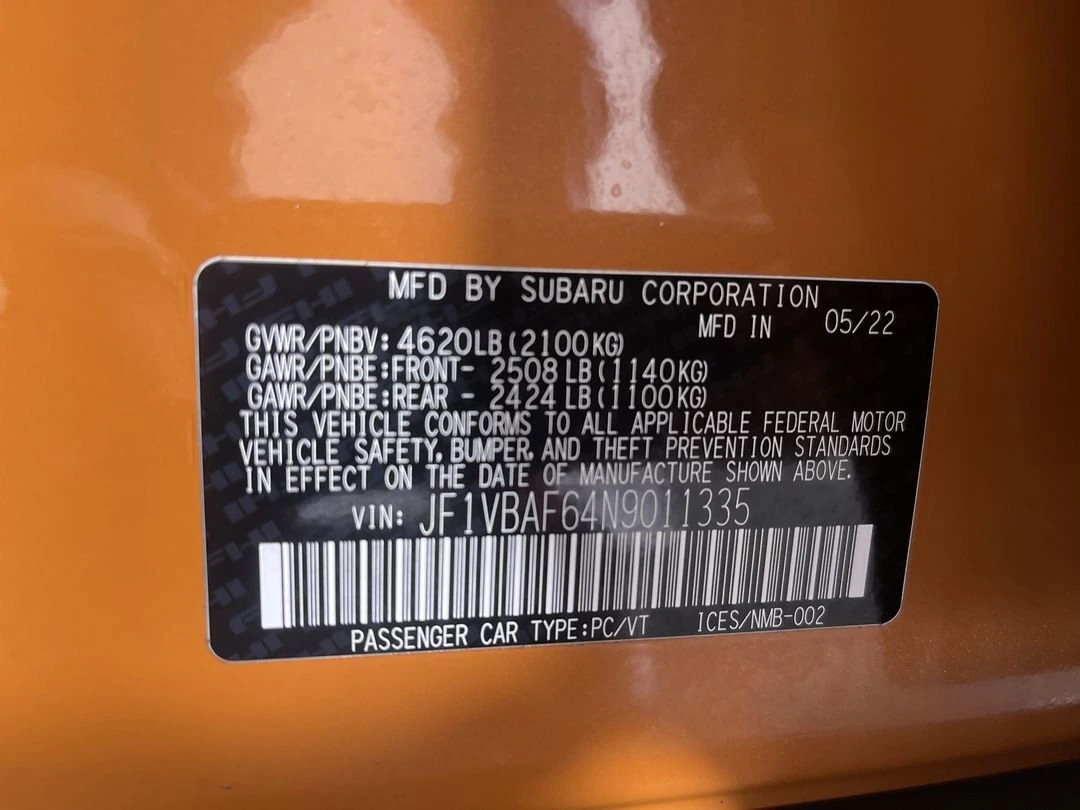 MFD BY SUBARU CORPORATION
MFD IN 05/22
GVWR/PNBV: 4620LB(2100KG)
GAWR/PNBE:FRONT- 2508 LB(1140KG)
GAWR/PNBE:REAR - 2424 LB(1100KG)
THIS VEHICLE CONFORMS TO ALL APPLICABLE FEDERAL MOTOR
VEHICLE SAFETY, BUMPER, AND THEFT PREVENTION STANDARDS
IN EFFECT ON THE DATE OF MANUFACTURE SHOWN ABOVE.
VIN: JF1VBAF64N9011335
PASSENGER CAR TYPE:PC/VT ICES/NMB-002